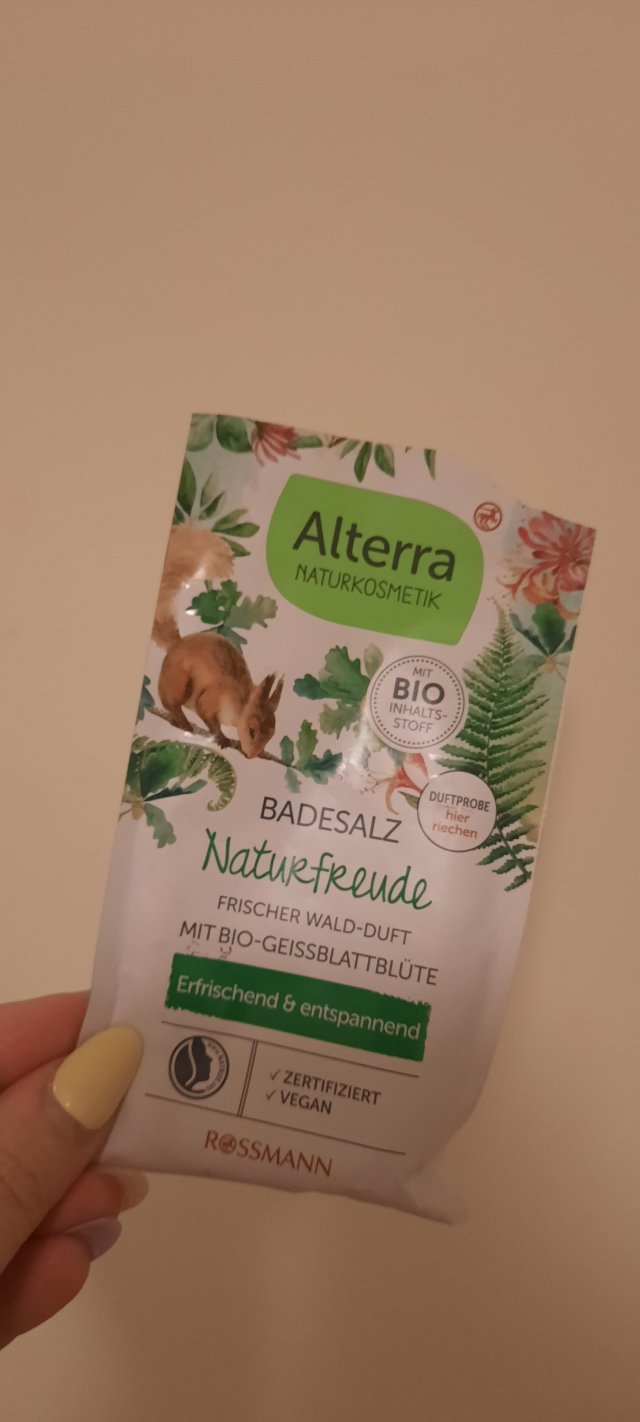 Alterra
NATURKOSMETIK
MIT
BIO
INHALTS-
STOFF
DUFTPROBE
hier
riechen
BADESALZ
Naturfreude
FRISCHER WALD-DUFT
MIT BIO-GEISSBLATTBLÜTE
Erfrischend & entspannend
✓ ZERTIFIZIERT
✓ VEGAN
ROSSMANN